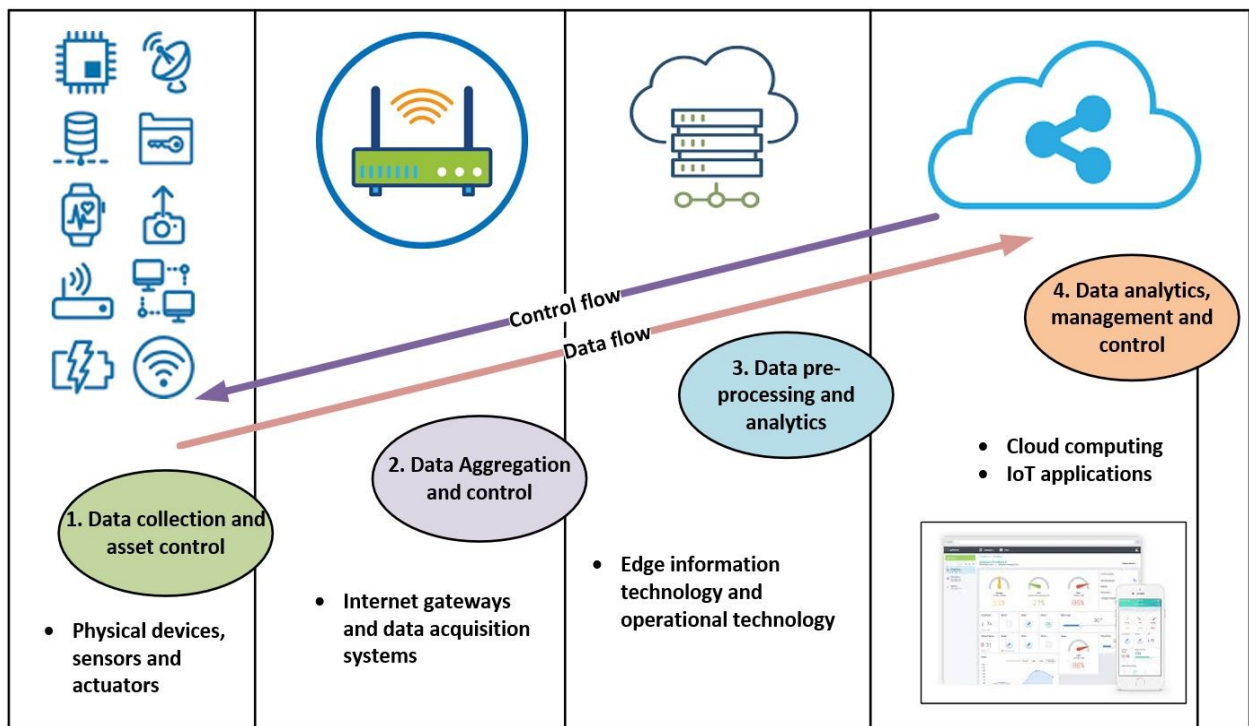 Control flow
Data flow
1. Data collection and
asset control
• Physical devices,
sensors and
actuators
2. Data Aggregation
and control
• Internet gateways
and data acquisition
systems
3. Data pre-
processing and
analytics
• Edge information
technology and
operational technology
4. Data analytics,
management and
control
• Cloud computing
• IoT applications